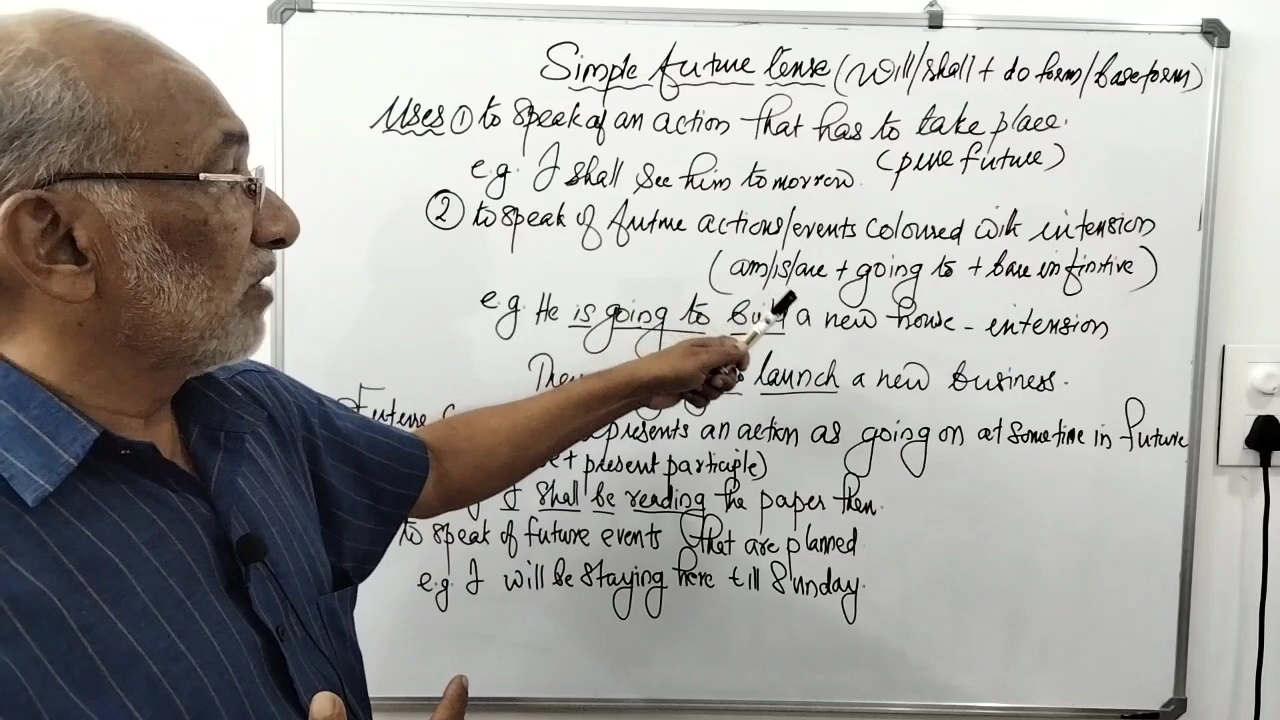 Simple future tense (will/shall + do form/base form)
Uses ① to speak of an action that has to take place.
(pure future)
e.g. I shall see him tomorrow.
② to speak of future actions/events coloured with intension
(am/is/are + going to + bare infinitive)
e.g. He is going to build a new house - intension
They launch a new business.
Future
represents an action as going on at sometime in future
+ present participle)
I shall be reading the paper then.
to speak of future events that are planned
e.g. I will be staying here till Sunday.